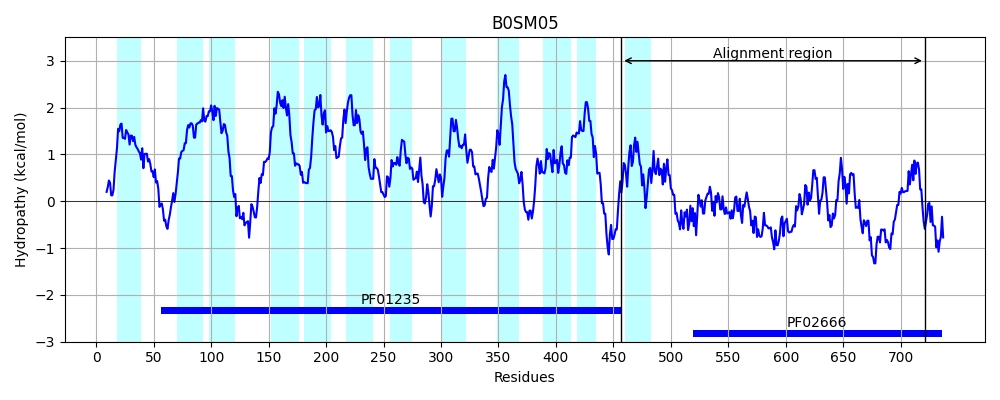 B0SM05
Alignment region
Hydropathy (kcal/mol)
3
2
1
0
−1
−2
−3
PF01235
PF02666
0 50 100 150 200 250 300 350 400 450 500 550 600 650 700
Residues